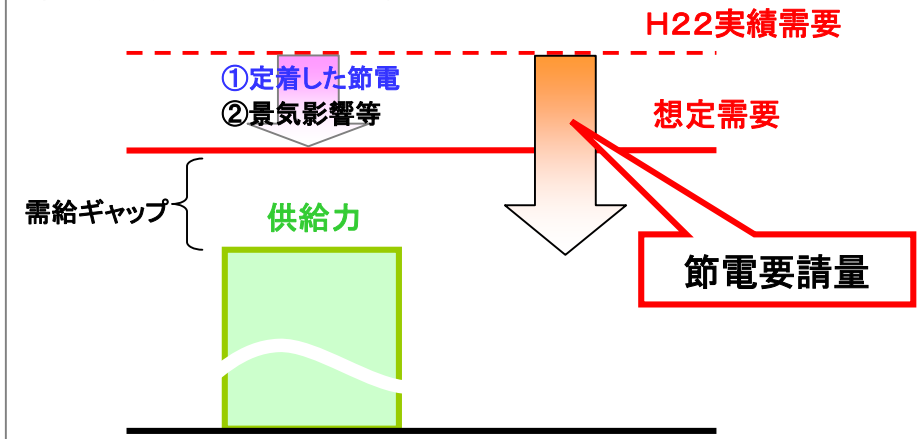 H22実績需要
①定着した節電
②景気影響等
想定需要
需給ギャップ
供給力
節電要請量